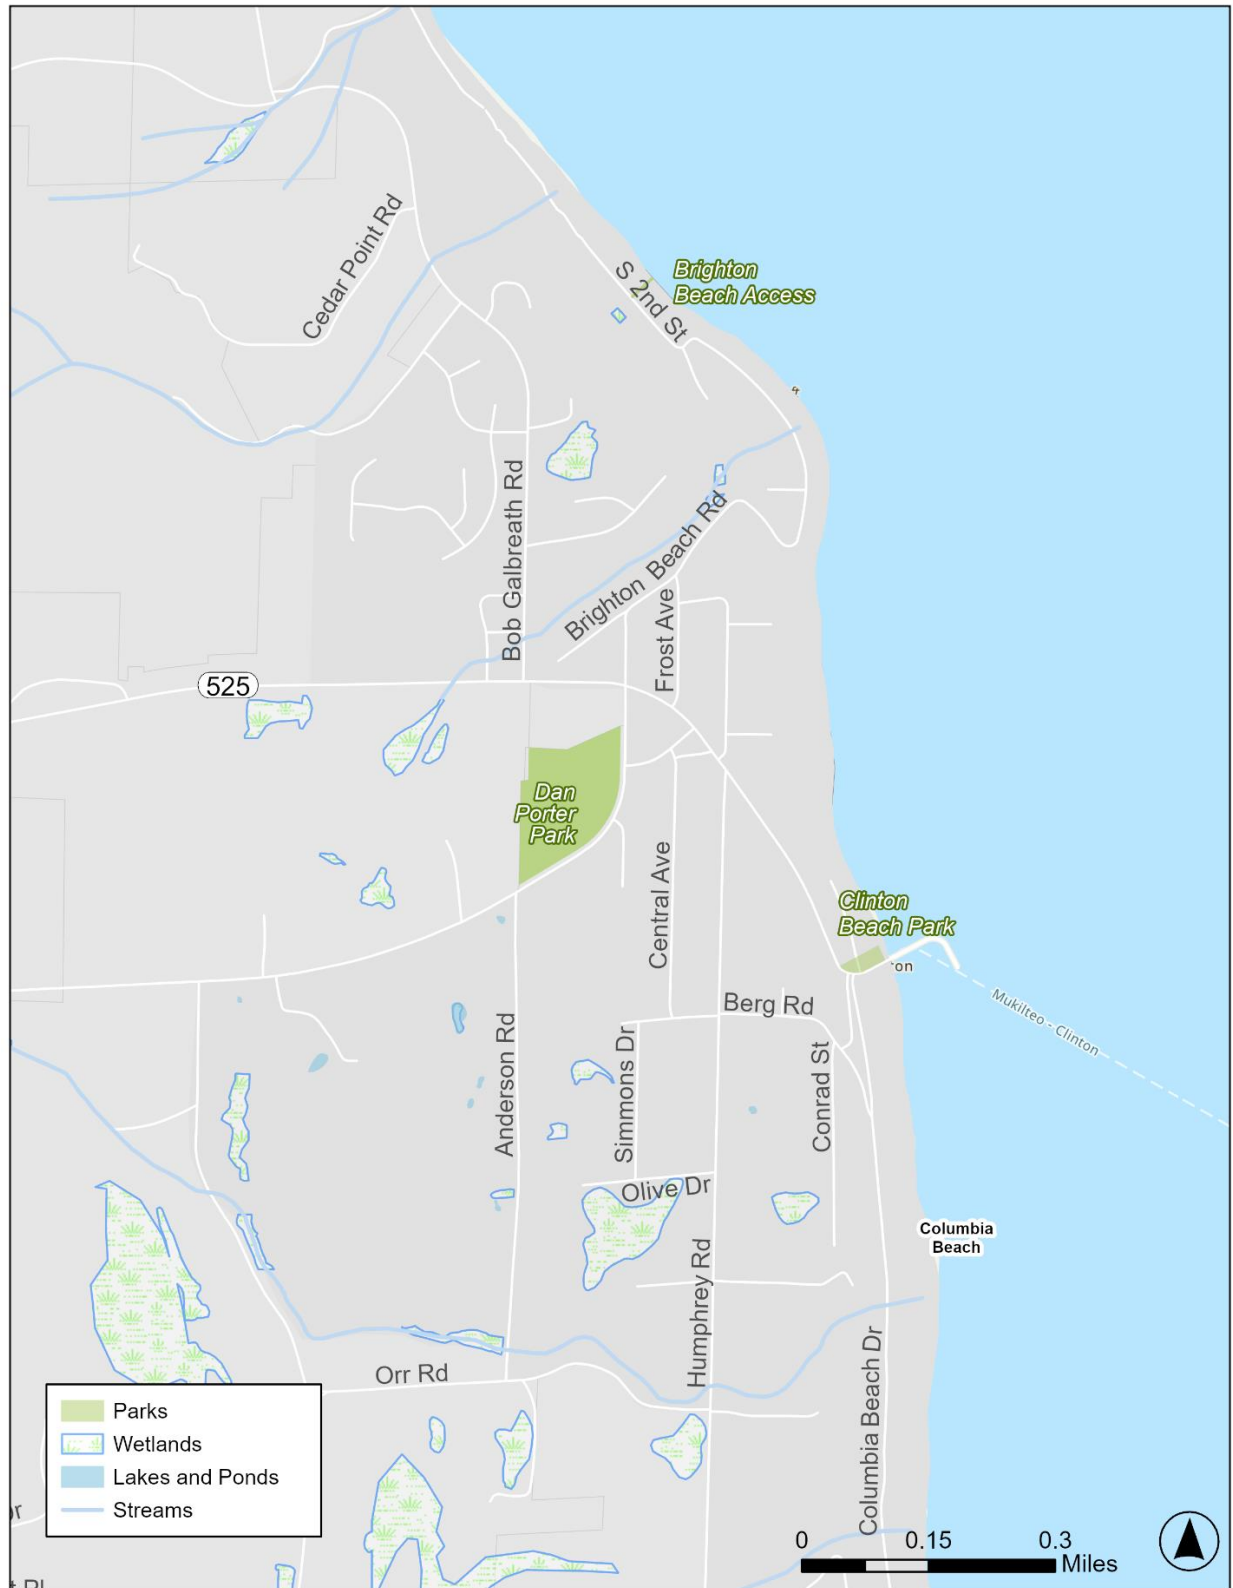 Cedar Point Rd
S 2nd St
Brighton
Beach Access
Bob Galbreath Rd
Brighton Beach Rd
Frost Ave
525
Dan
Porter
Park
Central Ave
Clinton
Beach Park
Berg Rd
Mukilteo - Clinton
Anderson Rd
Simmons Dr
Conrad St
Olive Dr
Columbia
Beach
Humphrey Rd
Orr Rd
Columbia Beach Dr
Parks
Wetlands
Lakes and Ponds
Streams
0 0.15 0.3
Miles